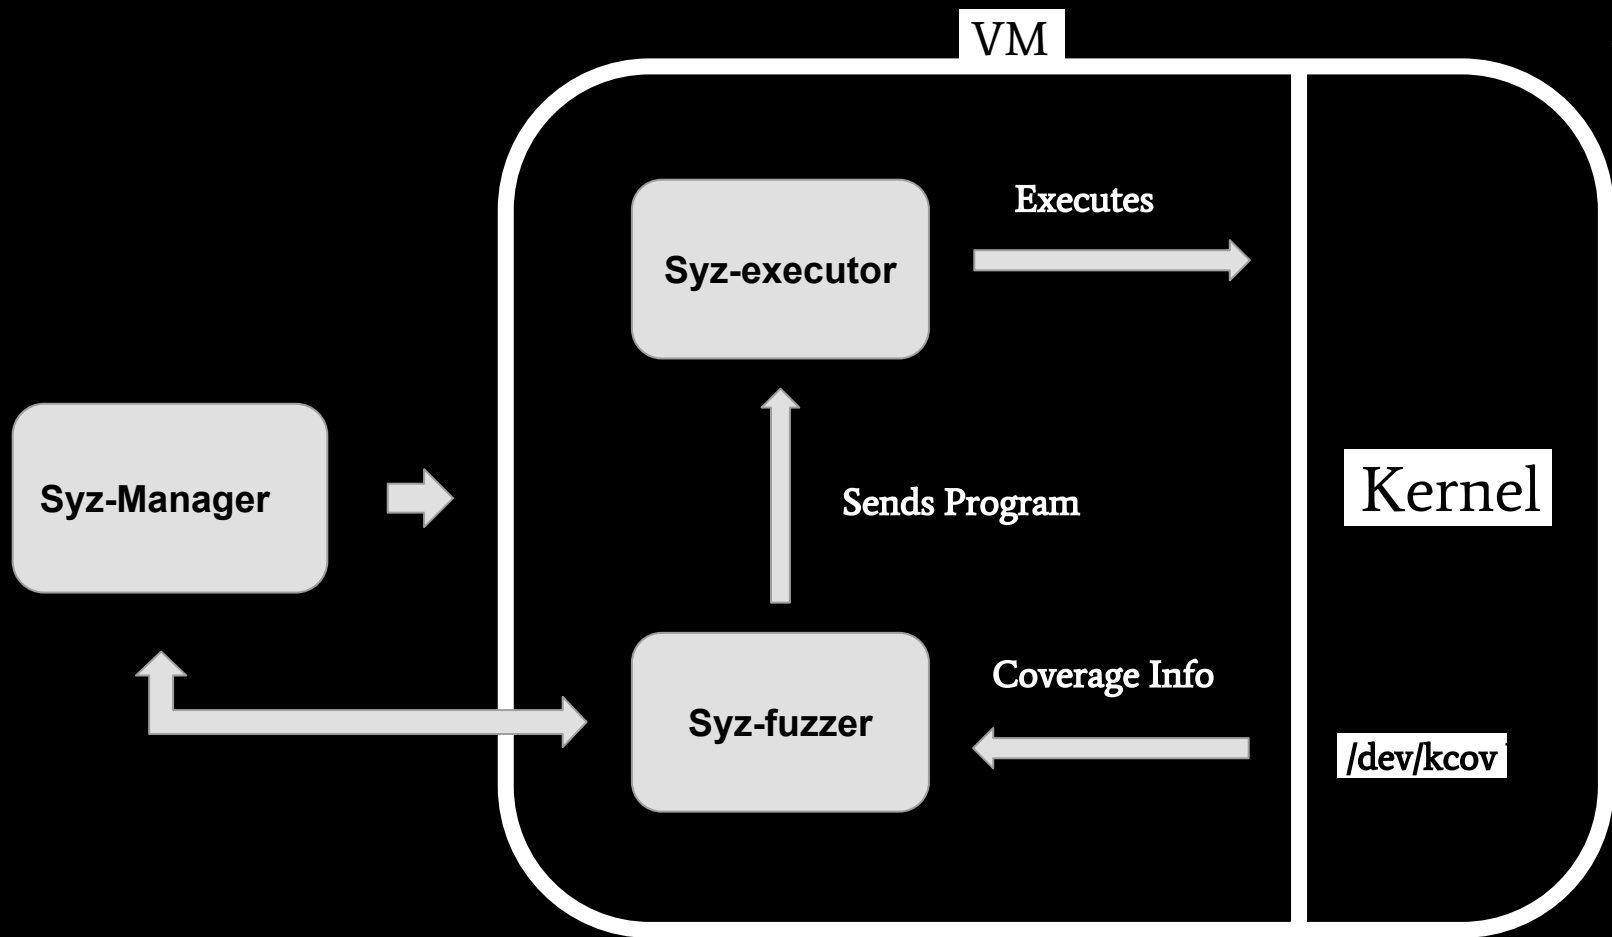 VM
Executes
Syz-executor
Syz-Manager
Sends Program
Kernel
Coverage Info
Syz-fuzzer
/dev/kcov